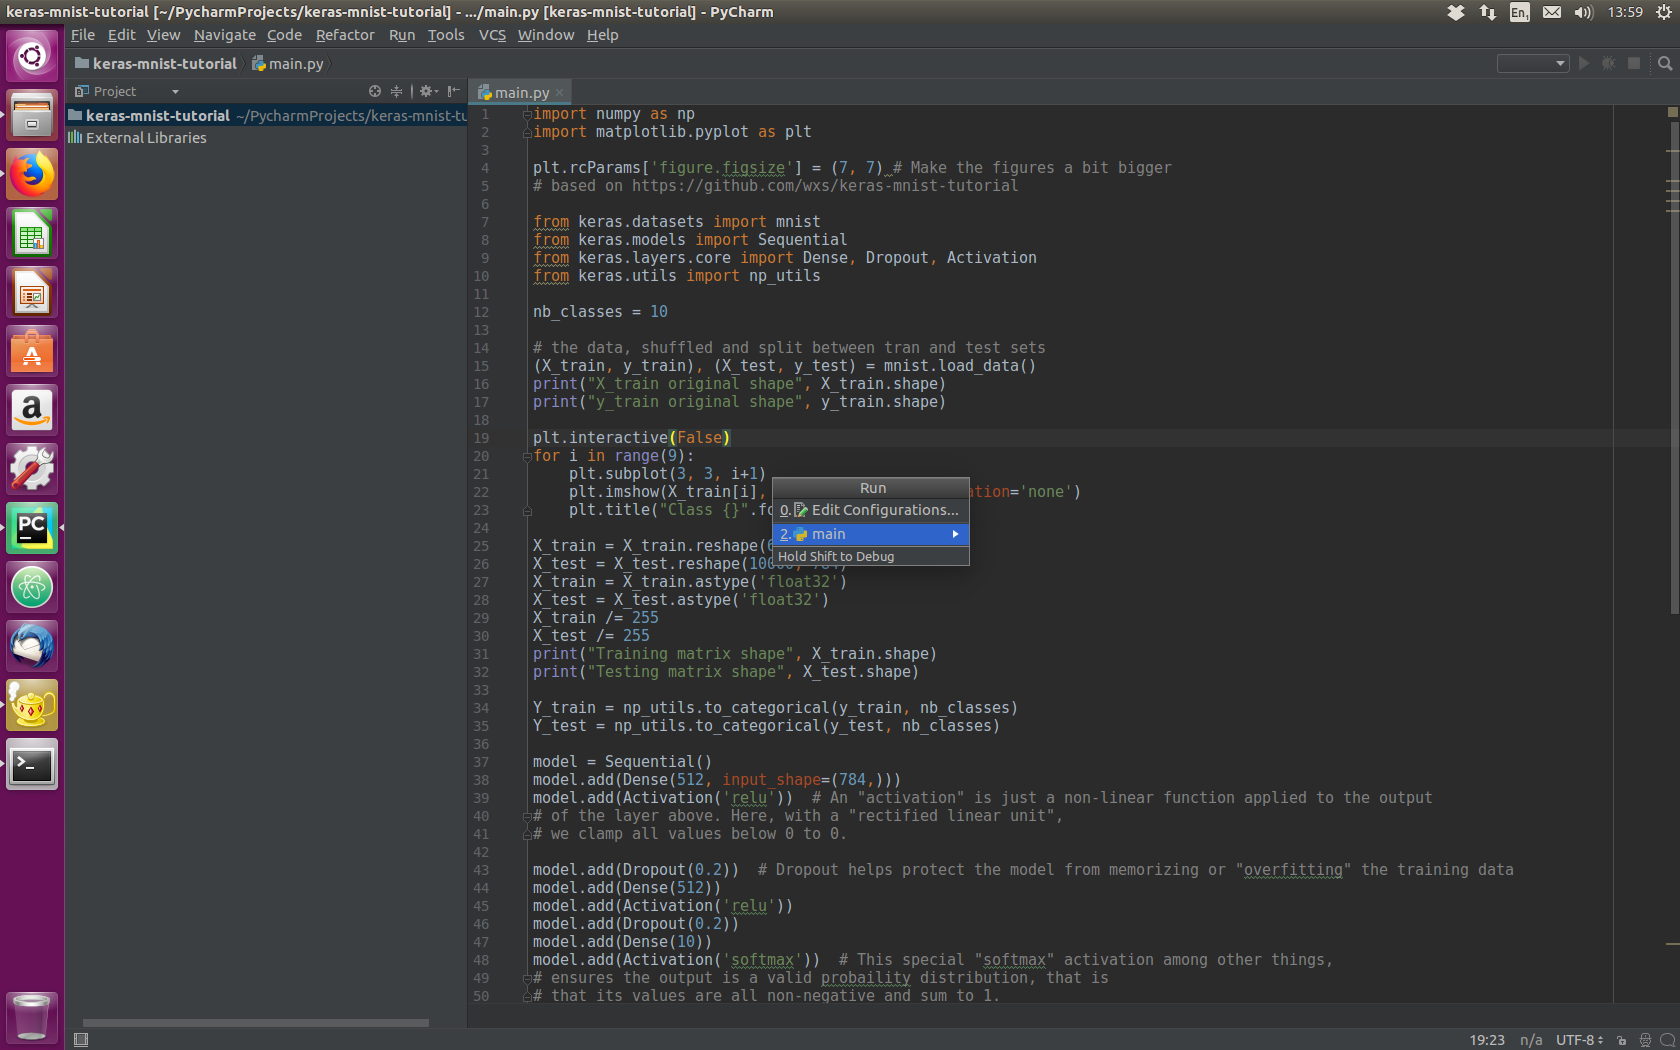 keras-mnist-tutorial [~/PycharmProjects/keras-mnist-tutorial] - .../main.py [keras-mnist-tutorial] - PyCharm
En1
13:59
File Edit View Navigate Code Refactor Run Tools VCS Window Help
keras-mnist-tutorial main.py
Project
main.py
keras-mnist-tutorial ~/PycharmProjects/keras-mnist-tu
External Libraries
1 import numpy as np
2 import matplotlib.pyplot as plt
3
4 plt.rcParams['figure.figsize'] = (7, 7) # Make the figures a bit bigger
5 # based on https://github.com/wxs/keras-mnist-tutorial
6
7 from keras.datasets import mnist
8 from keras.models import Sequential
9 from keras.layers.core import Dense, Dropout, Activation
10 from keras.utils import np_utils
11
12 nb_classes = 10
13
14 # the data, shuffled and split between tran and test sets
15 (X_train, y_train), (X_test, y_test) = mnist.load_data()
16 print("X_train original shape", X_train.shape)
17 print("y_train original shape", y_train.shape)
18
19 plt.interactive(False)
20 for i in range(9):
21 plt.subplot(3, 3, i+1)
22 plt.imshow(X_train[i], ation='none')
23 plt.title("Class {}".fo
24
25 X_train = X_train.reshape(
26 X_test = X_test.reshape(10000, 784)
27 X_train = X_train.astype('float32')
28 X_test = X_test.astype('float32')
29 X_train /= 255
30 X_test /= 255
31 print("Training matrix shape", X_train.shape)
32 print("Testing matrix shape", X_test.shape)
33
34 Y_train = np_utils.to_categorical(y_train, nb_classes)
35 Y_test = np_utils.to_categorical(y_test, nb_classes)
36
37 model = Sequential()
38 model.add(Dense(512, input_shape=(784,)))
39 model.add(Activation('relu')) # An "activation" is just a non-linear function applied to the output
40 # of the layer above. Here, with a "rectified linear unit",
41 # we clamp all values below 0 to 0.
42
43 model.add(Dropout(0.2)) # Dropout helps protect the model from memorizing or "overfitting" the training data
44 model.add(Dense(512))
45 model.add(Activation('relu'))
46 model.add(Dropout(0.2))
47 model.add(Dense(10))
48 model.add(Activation('softmax')) # This special "softmax" activation among other things,
49 # ensures the output is a valid probaility distribution, that is
50 # that its values are all non-negative and sum to 1.
Run
0. Edit Configurations...
2. main
Hold Shift to Debug
a
PC
>_
19:23 n/a UTF-8